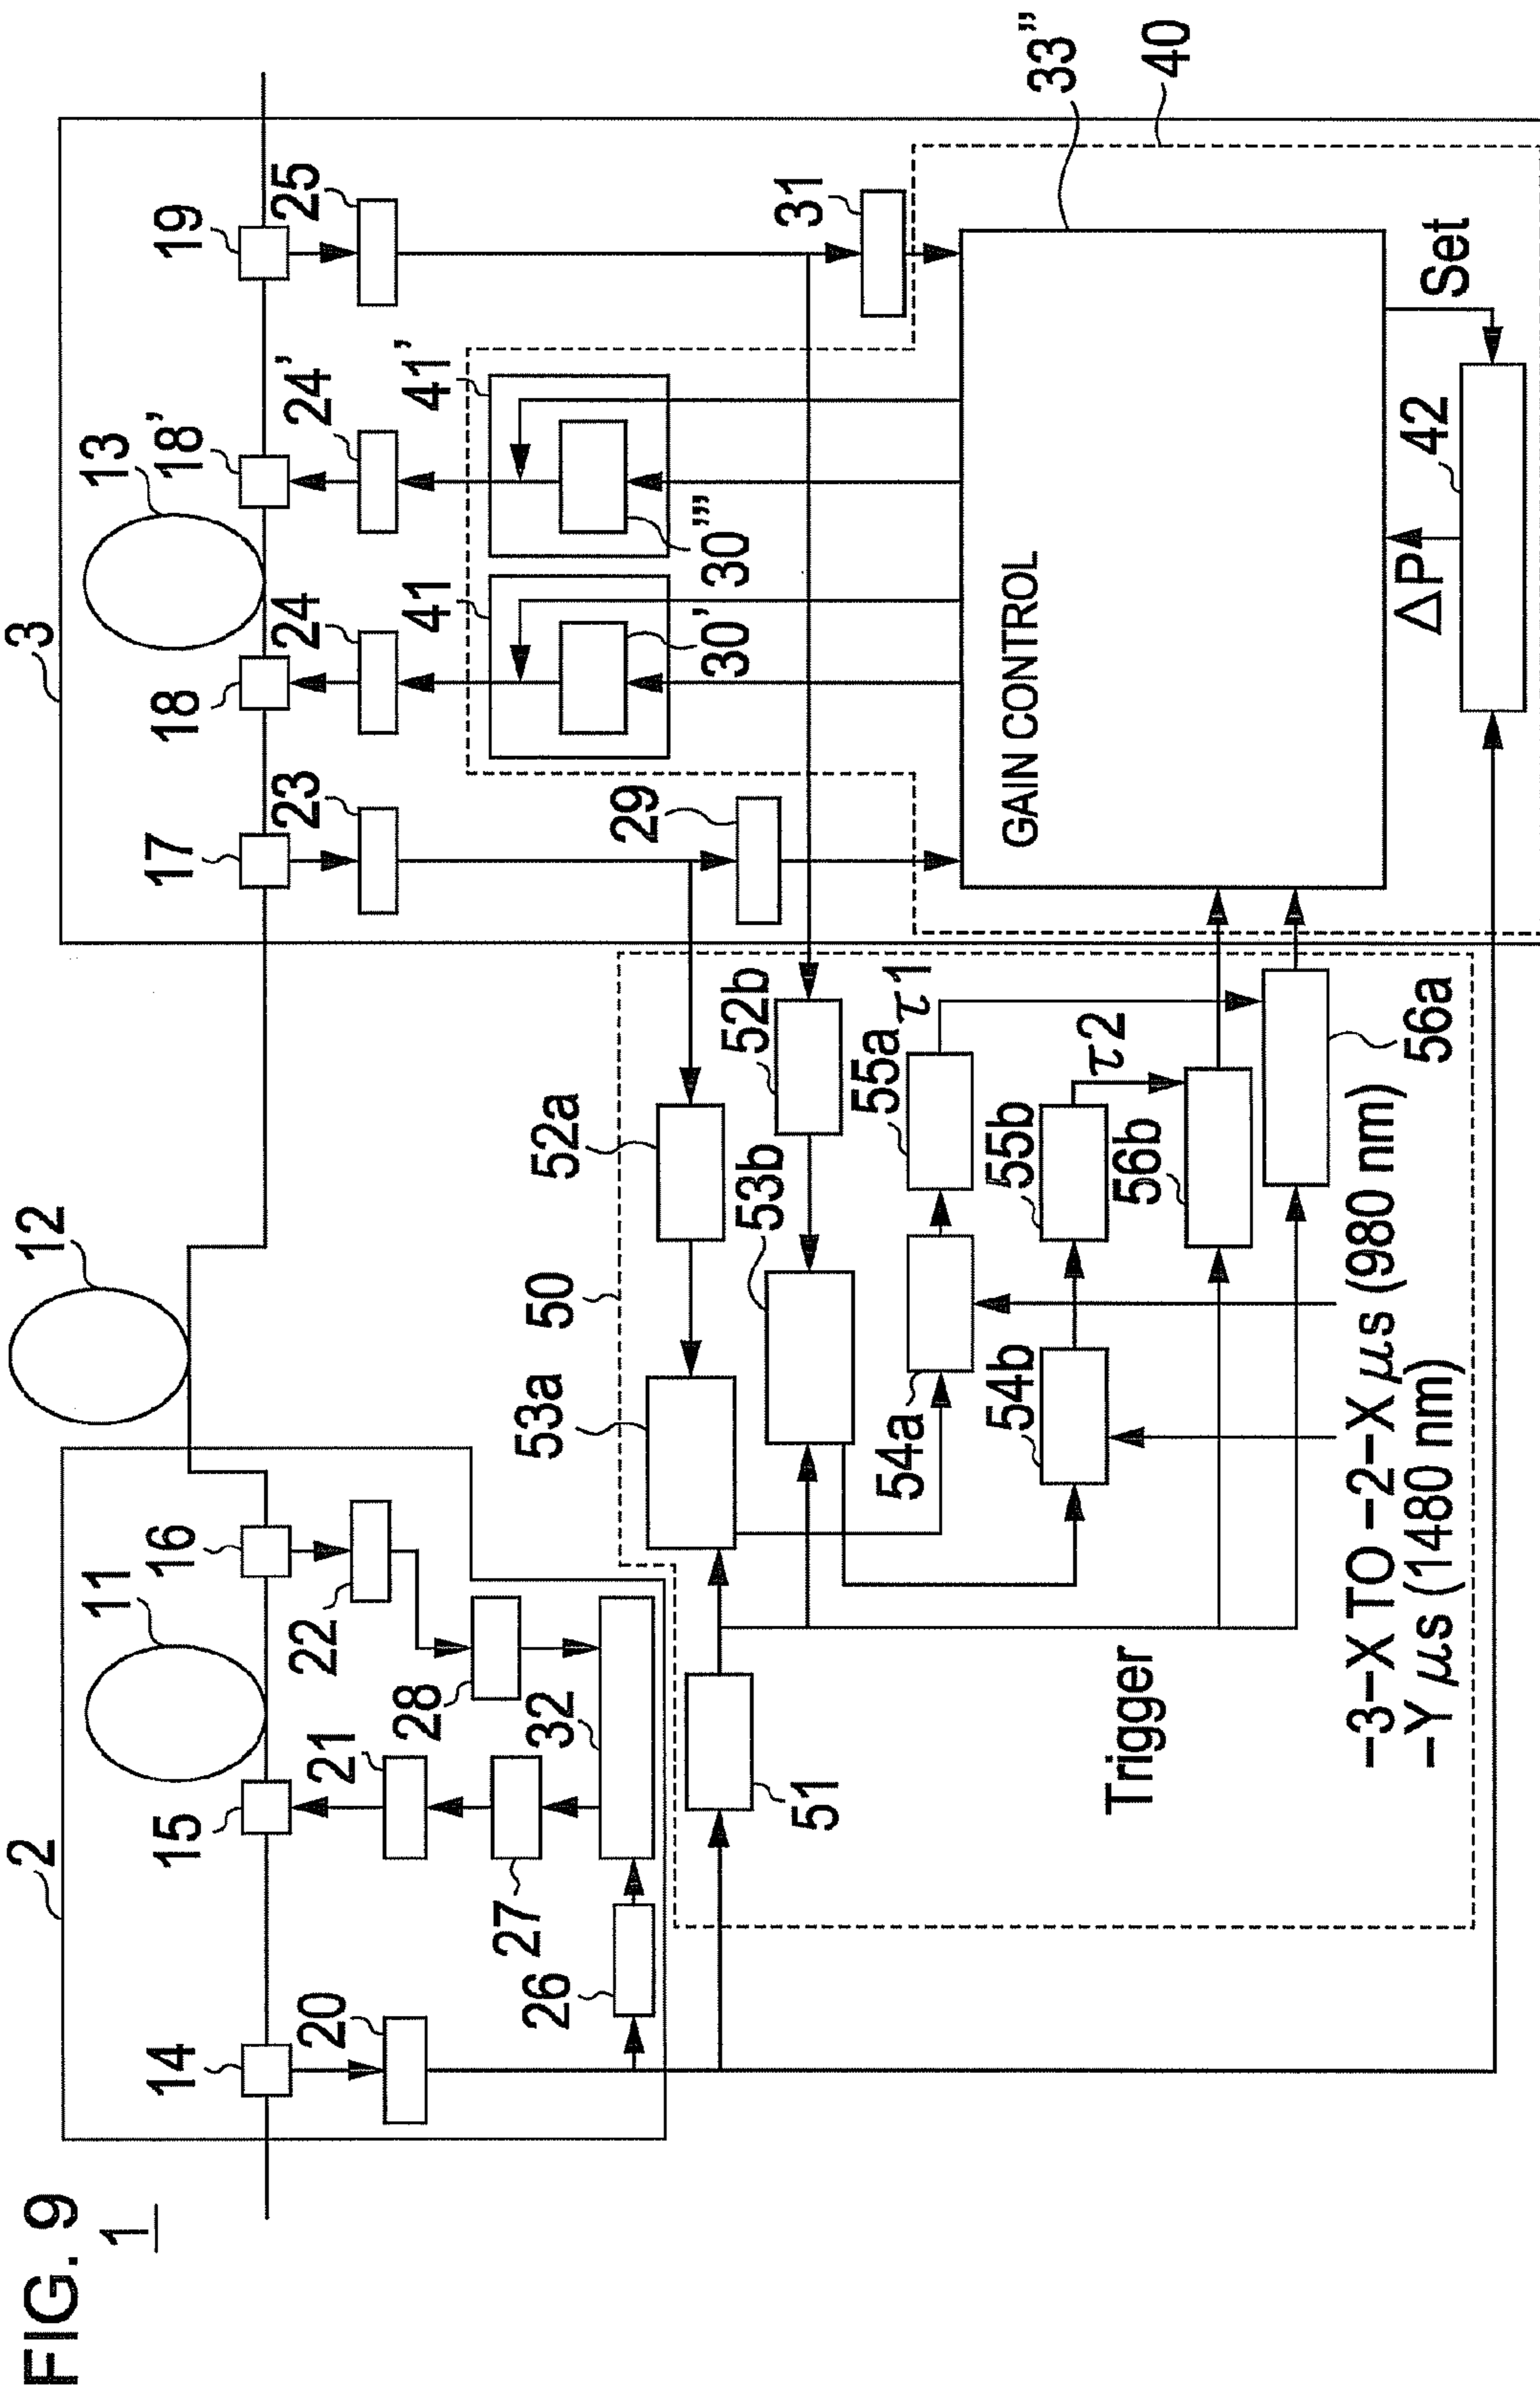 FIG. 9
1
2
14
15
11
16
12
3
17
18
13
18'
19
20
21
22
23
24
24'
25
26
27
28
32
29
41
41'
30'
30'''
31
33''
40
50
51
52a
52b
53a
53b
54a
54b
55a
55b
τ1
τ2
56b
56a
Trigger
GAIN CONTROL
ΔP
Set
42
-3-X TO -2-X μs (980 nm)
-Y μs (1480 nm)